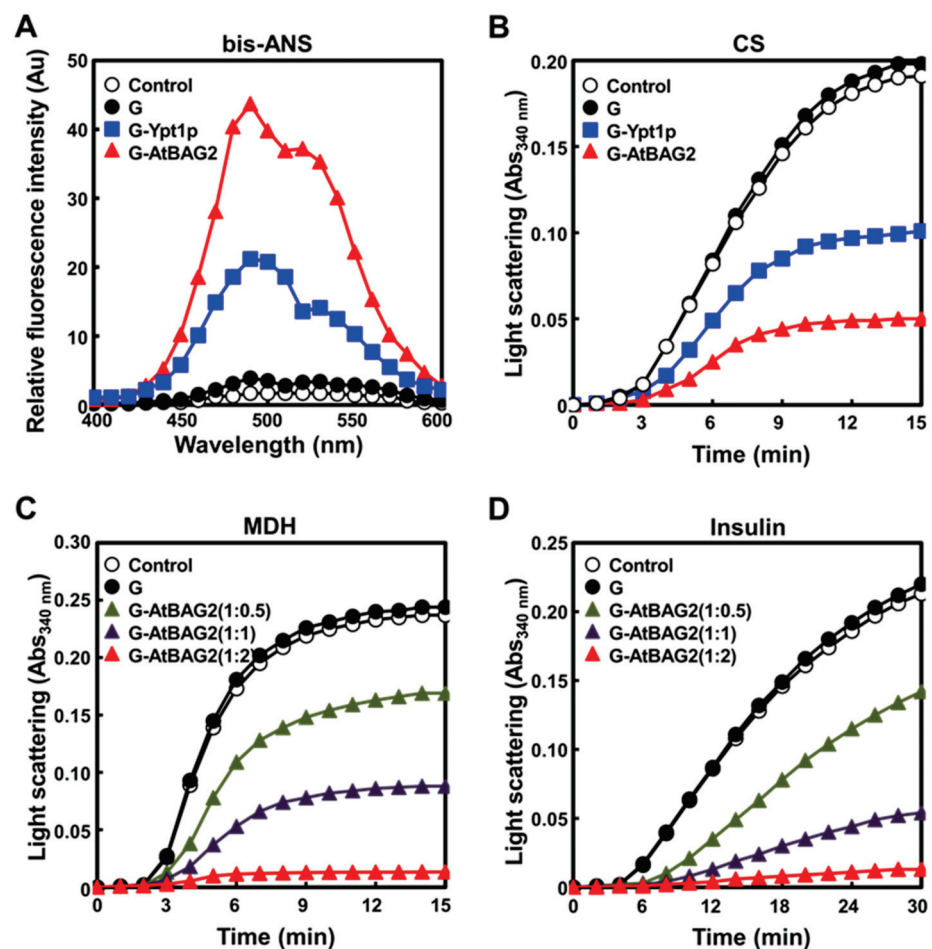 A
bis-ANS
Relative fluorescence intensity (Au)
50
40
30
20
10
0
Control
G
G-Ypt1p
G-AtBAG2
400
450
500
550
600
Wavelength (nm)
B
CS
Light scattering (Abs340 nm)
0.20
0.15
0.10
0.05
0
Control
G
G-Ypt1p
G-AtBAG2
0
3
6
9
12
15
Time (min)
C
MDH
Light scattering (Abs340 nm)
0.30
0.25
0.20
0.15
0.10
0.05
0
Control
G
G-AtBAG2(1:0.5)
G-AtBAG2(1:1)
G-AtBAG2(1:2)
0
3
6
9
12
15
Time (min)
D
Insulin
Light scattering (Abs340 nm)
0.25
0.20
0.15
0.10
0.05
0
Control
G
G-AtBAG2(1:0.5)
G-AtBAG2(1:1)
G-AtBAG2(1:2)
0
6
12
18
24
30
Time (min)